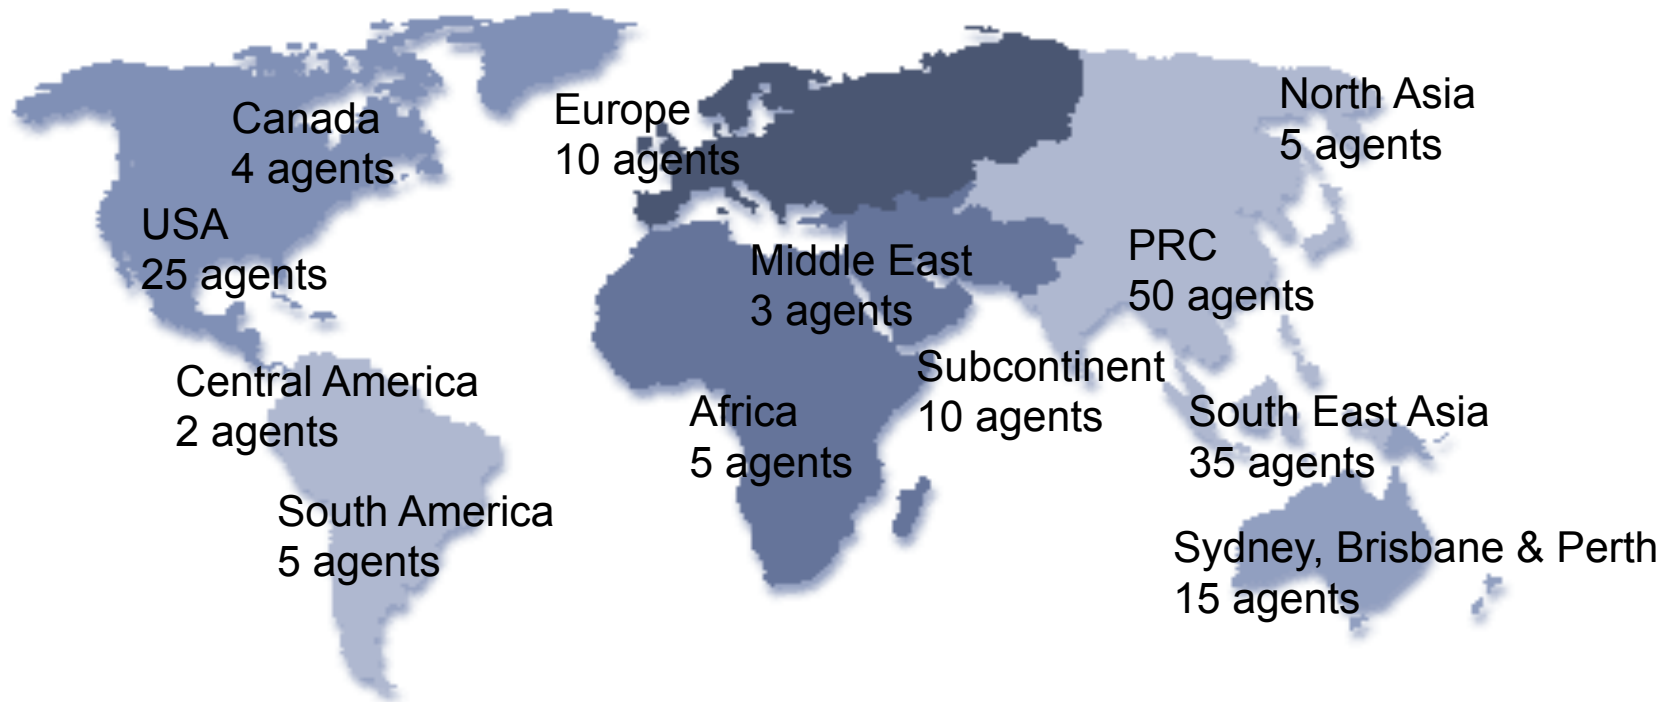 Canada
4 agents
USA
25 agents
Central America
2 agents
South America
5 agents
Europe
10 agents
Middle East
3 agents
Africa
5 agents
Subcontinent
10 agents
North Asia
5 agents
PRC
50 agents
South East Asia
35 agents
Sydney, Brisbane & Perth
15 agents